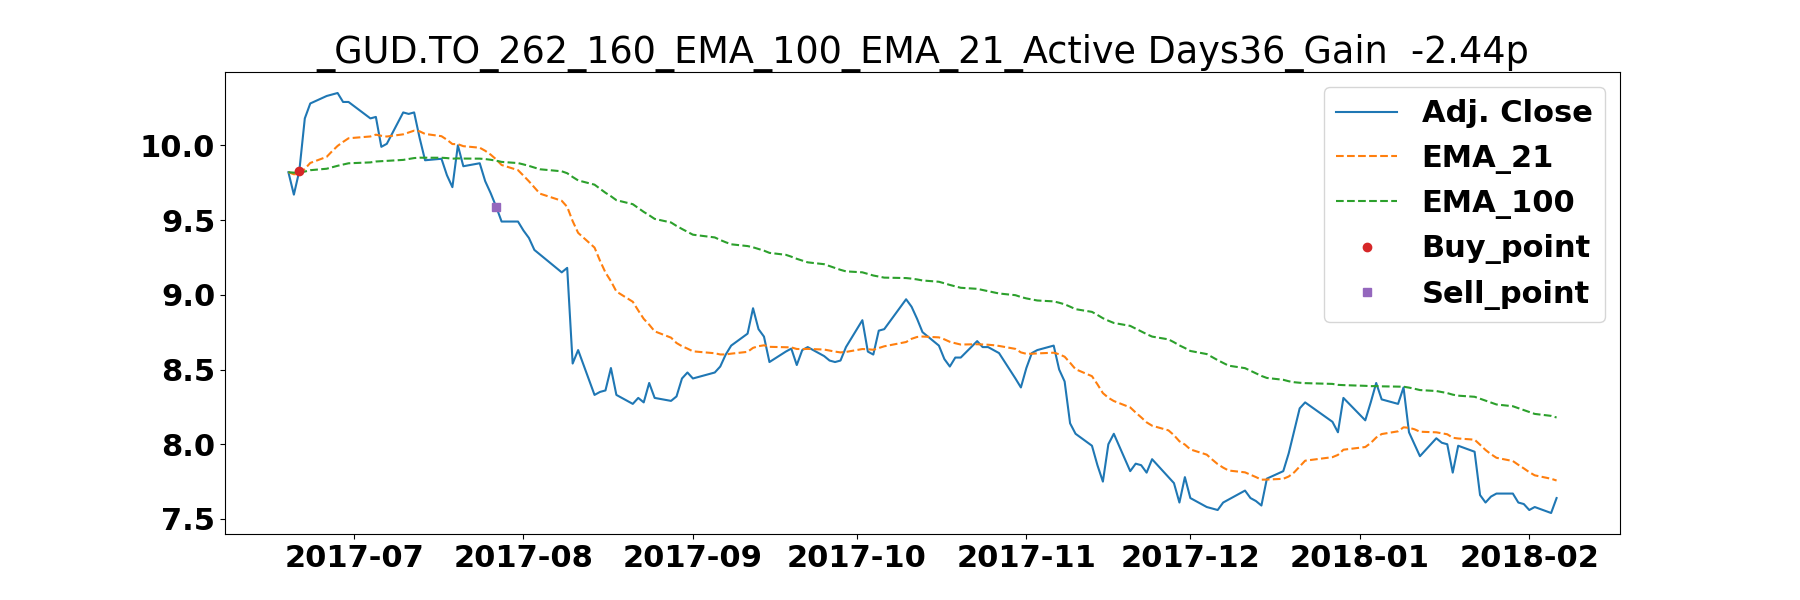 _GUD.TO_262_160_EMA_100_EMA_21_Active Days36_Gain  -2.44p
Adj. Close
EMA_21
EMA_100
Buy_point
Sell_point
10.0
9.5
9.0
8.5
8.0
7.5
2017-07
2017-08
2017-09
2017-10
2017-11
2017-12
2018-01
2018-02